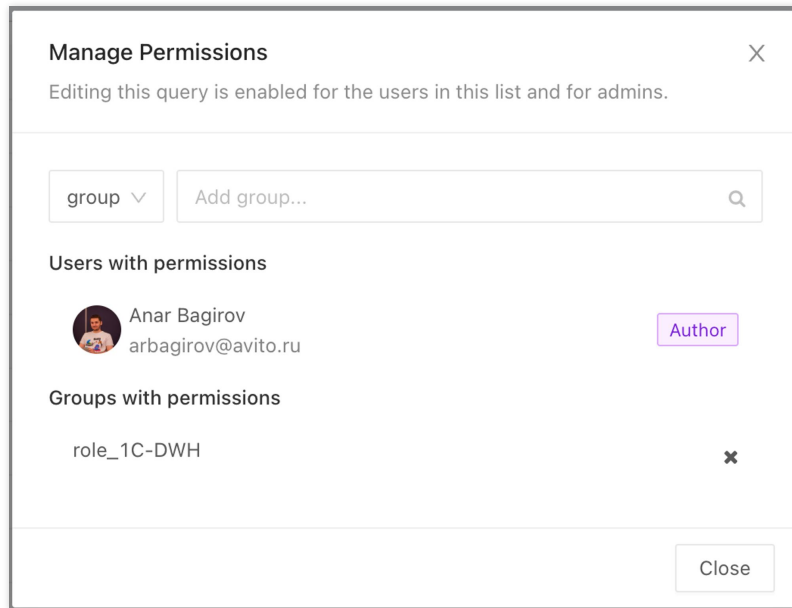 Manage Permissions
Editing this query is enabled for the users in this list and for admins.
group Add group...
Users with permissions
Anar Bagirov
arbagirov@avito.ru
Author
Groups with permissions
role_1C-DWH
Close